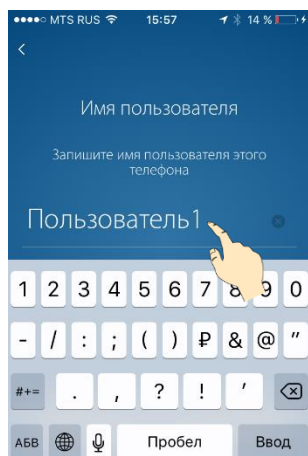 MTS RUS 15:57 14 %
Имя пользователя
Запишите имя пользователя этого
телефона
Пользователь1
1 2 3 4 5 6 7 8 9 0
- / : ; ( ) ₽ & @ "
#+= . , ? ! '
АБВ Пробел Ввод